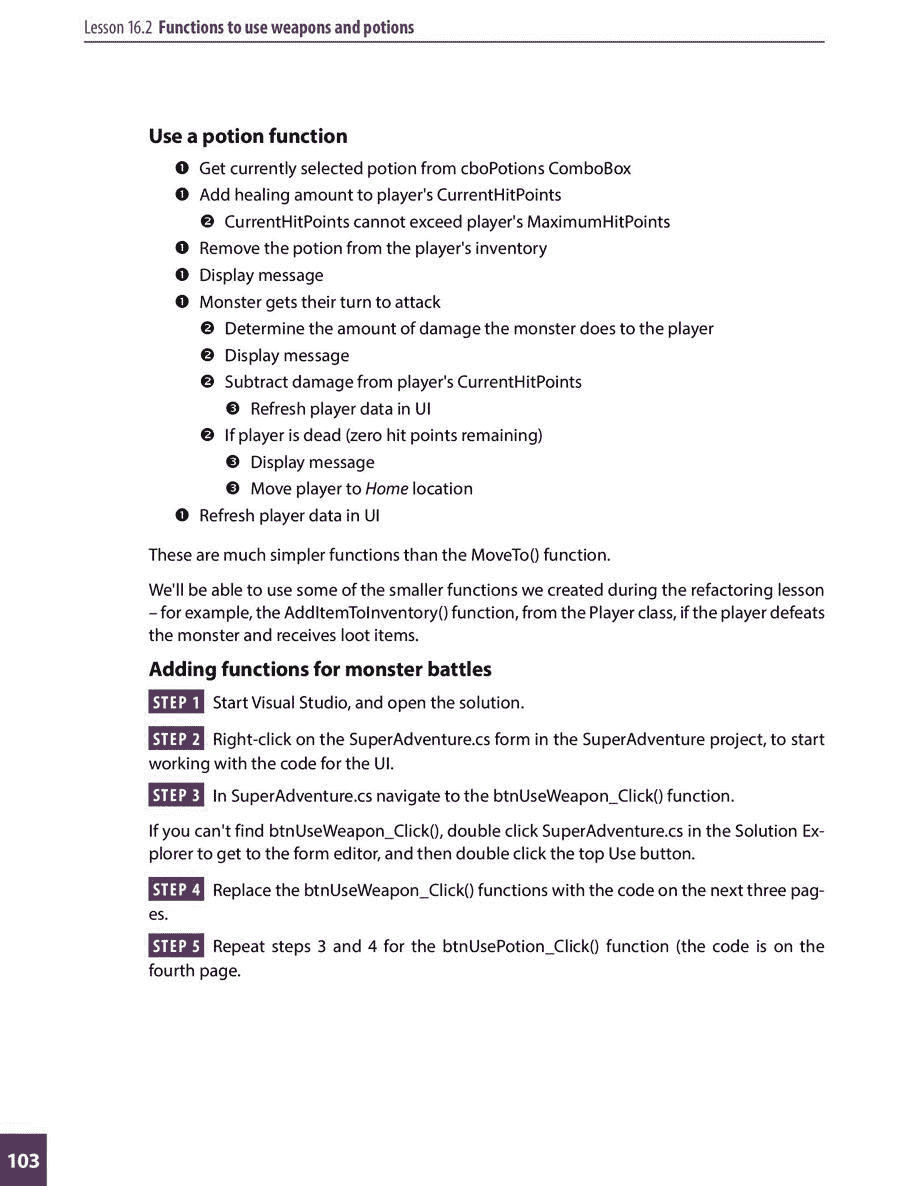 Lesson 16.2 Functions to use weapons and potions
Use a potion function
❶ Get currently selected potion from cboPotions ComboBox
❶ Add healing amount to player's CurrentHitPoints
❷ CurrentHitPoints cannot exceed player's MaximumHitPoints
❶ Remove the potion from the player's inventory
❶ Display message
❶ Monster gets their turn to attack
❷ Determine the amount of damage the monster does to the player
❷ Display message
❷ Subtract damage from player's CurrentHitPoints
❸ Refresh player data in UI
❷ If player is dead (zero hit points remaining)
❸ Display message
❸ Move player to Home location
❶ Refresh player data in UI
These are much simpler functions than the MoveTo() function.
We'll be able to use some of the smaller functions we created during the refactoring lesson
– for example, the AddItemToInventory() function, from the Player class, if the player defeats
the monster and receives loot items.
Adding functions for monster battles
STEP 1 Start Visual Studio, and open the solution.
STEP 2 Right-click on the SuperAdventure.cs form in the SuperAdventure project, to start
working with the code for the UI.
STEP 3 In SuperAdventure.cs navigate to the btnUseWeapon_Click() function.
If you can't find btnUseWeapon_Click(), double click SuperAdventure.cs in the Solution Ex-
plorer to get to the form editor, and then double click the top Use button.
STEP 4 Replace the btnUseWeapon_Click() functions with the code on the next three pag-
es.
STEP 5 Repeat steps 3 and 4 for the btnUsePotion_Click() function (the code is on the
fourth page.
103